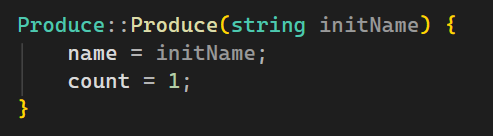 Produce::Produce(string initName) {
    name = initName;
    count = 1;
}